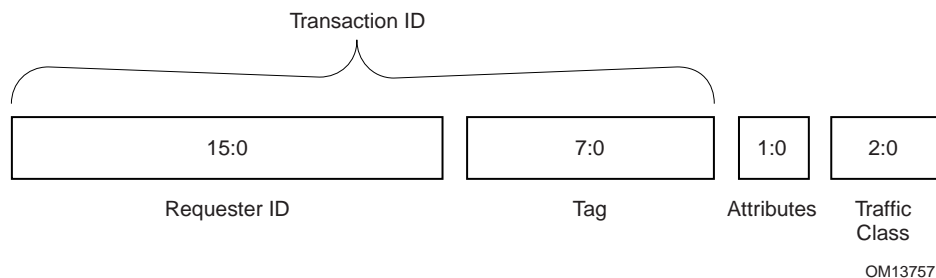 Transaction ID
15:0
7:0
1:0
2:0
Requester ID
Tag
Attributes
Traffic
Class
OM13757